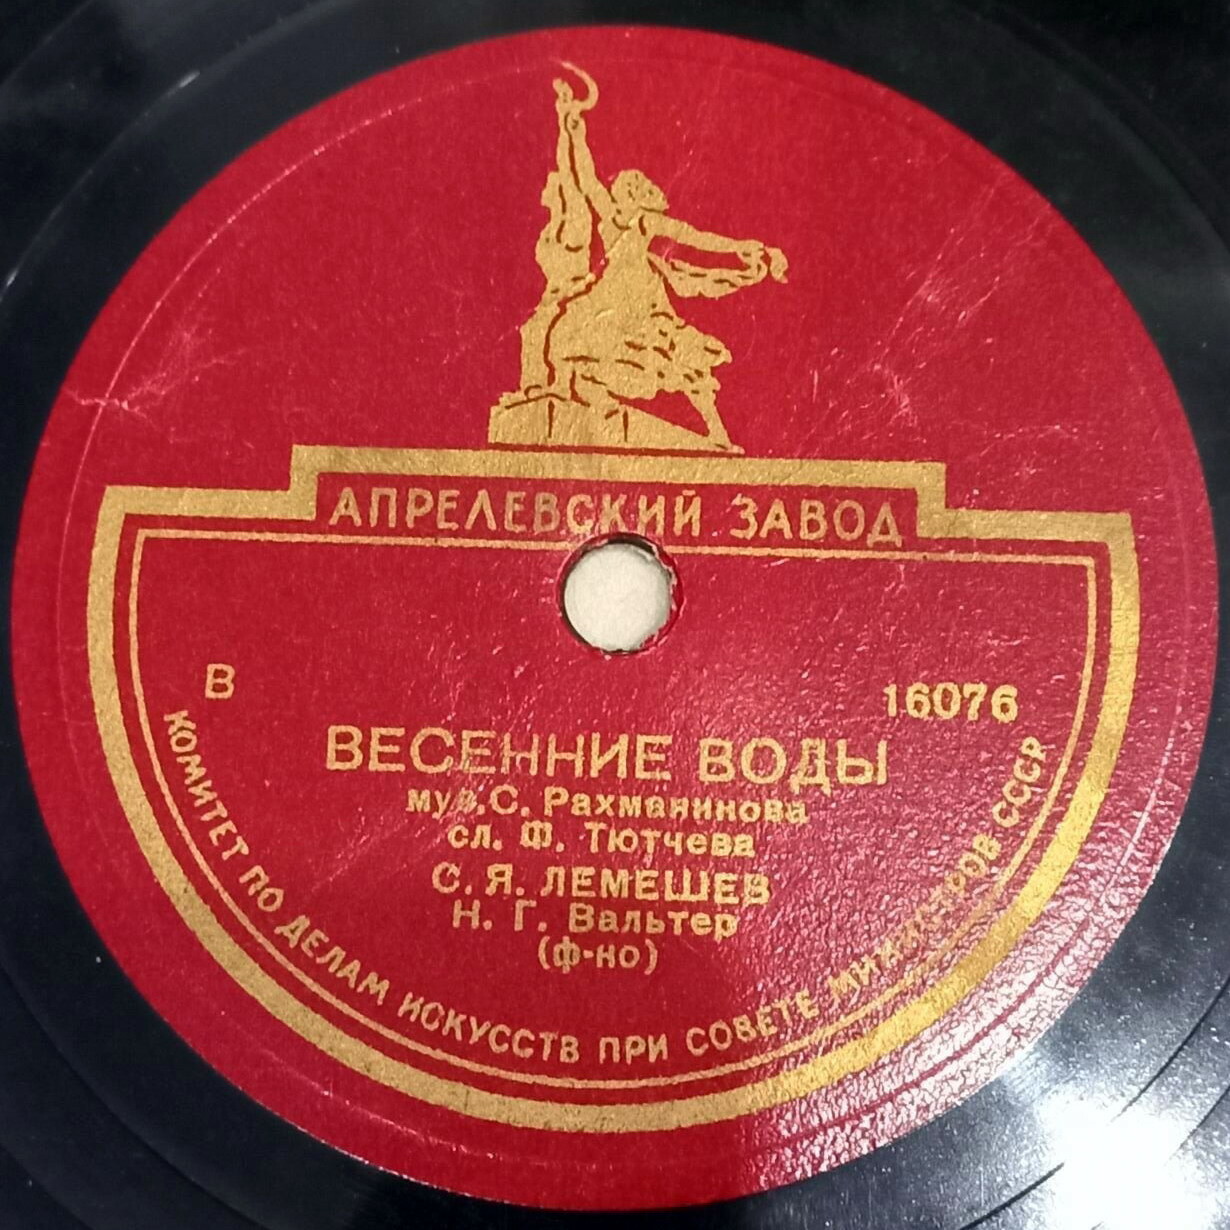 АПРЕЛЕВСКИЙ ЗАВОД
В 16076
ВЕСЕННИЕ ВОДЫ
муз. С. Рахманинова
сл. Ф. Тютчева
С. Я. ЛЕМЕШЕВ
Н. Г. Вальтер
(ф-но)
КОМИТЕТ ПО ДЕЛАМ ИСКУССТВ ПРИ СОВЕТЕ МИНИСТРОВ СССР